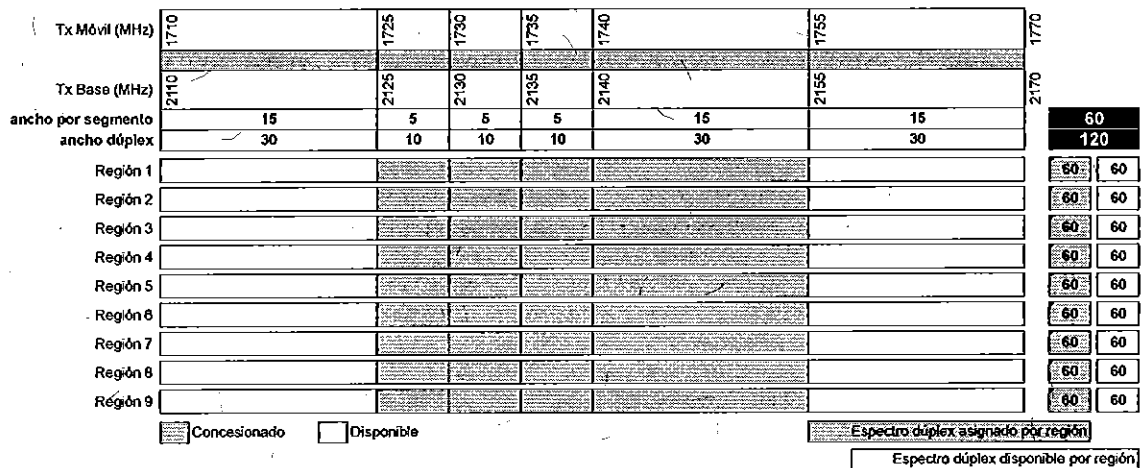 Tx Móvil (MHz) 1710 1725 1730 1735 1740 1755 1770
Tx Base (MHz) 2110 2125 2130 2135 2140 2155 2170
ancho por segmento 15 5 5 5 15 15 60
ancho dúplex 30 10 10 10 30 30 120
Región 1 60 60
Región 2 60 60
Región 3 60 60
Región 4 60 60
Región 5 60 60
Región 6 60 60
Región 7 60 60
Región 8 60 60
Región 9 60 60
Concesionado Disponible Espectro dúplex asignado por región
Espectro dúplex disponible por región